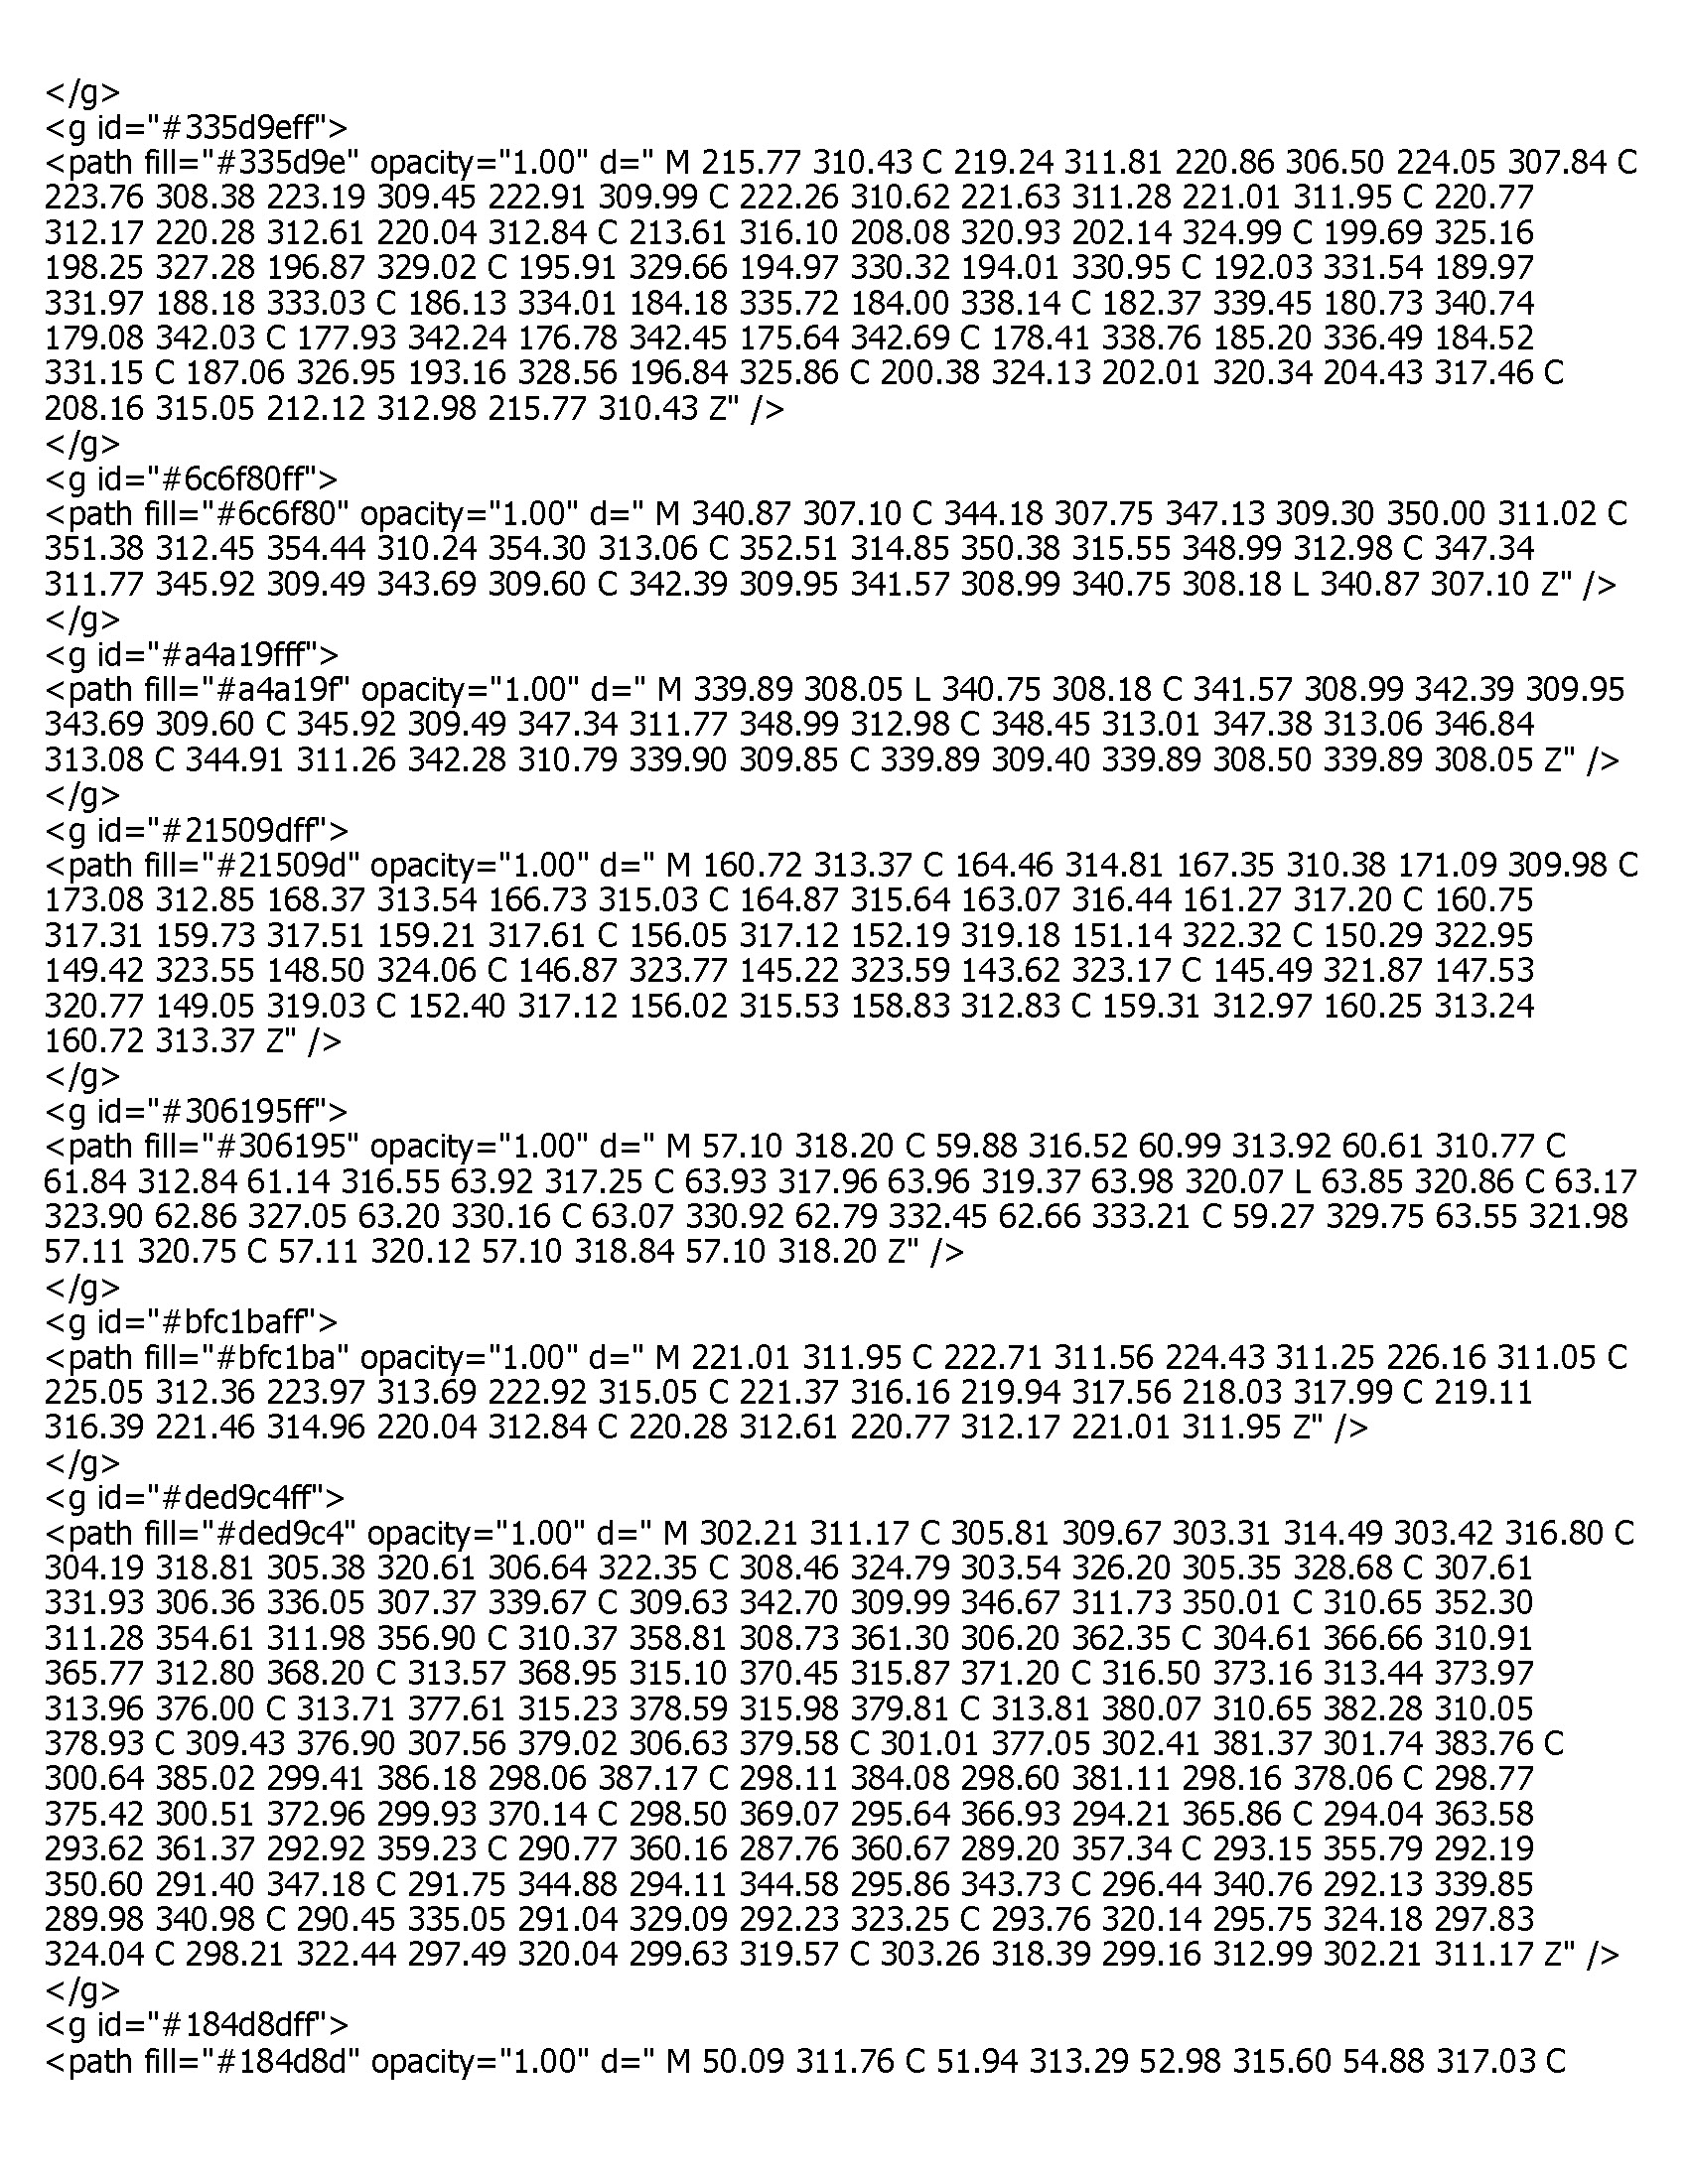 </g>
<g id="#335d9eff">
<path fill="#335d9e" opacity="1.00" d=" M 215.77 310.43 C 219.24 311.81 220.86 306.50 224.05 307.84 C
223.76 308.38 223.19 309.45 222.91 309.99 C 222.26 310.62 221.63 311.28 221.01 311.95 C 220.77
312.17 220.28 312.61 220.04 312.84 C 213.61 316.10 208.08 320.93 202.14 324.99 C 199.69 325.16
198.25 327.28 196.87 329.02 C 195.91 329.66 194.97 330.32 194.01 330.95 C 192.03 331.54 189.97
331.97 188.18 333.03 C 186.13 334.01 184.18 335.72 184.00 338.14 C 182.37 339.45 180.73 340.74
179.08 342.03 C 177.93 342.24 176.78 342.45 175.64 342.69 C 178.41 338.76 185.20 336.49 184.52
331.15 C 187.06 326.95 193.16 328.56 196.84 325.86 C 200.38 324.13 202.01 320.34 204.43 317.46 C
208.16 315.05 212.12 312.98 215.77 310.43 Z" />
</g>
<g id="#6c6f80ff">
<path fill="#6c6f80" opacity="1.00" d=" M 340.87 307.10 C 344.18 307.75 347.13 309.30 350.00 311.02 C
351.38 312.45 354.44 310.24 354.30 313.06 C 352.51 314.85 350.38 315.55 348.99 312.98 C 347.34
311.77 345.92 309.49 343.69 309.60 C 342.39 309.95 341.57 308.99 340.75 308.18 L 340.87 307.10 Z" />
</g>
<g id="#a4a19fff">
<path fill="#a4a19f" opacity="1.00" d=" M 339.89 308.05 L 340.75 308.18 C 341.57 308.99 342.39 309.95
343.69 309.60 C 345.92 309.49 347.34 311.77 348.99 312.98 C 348.45 313.01 347.38 313.06 346.84
313.08 C 344.91 311.26 342.28 310.79 339.90 309.85 C 339.89 309.40 339.89 308.50 339.89 308.05 Z" />
</g>
<g id="#21509dff">
<path fill="#21509d" opacity="1.00" d=" M 160.72 313.37 C 164.46 314.81 167.35 310.38 171.09 309.98 C
173.08 312.85 168.37 313.54 166.73 315.03 C 164.87 315.64 163.07 316.44 161.27 317.20 C 160.75
317.31 159.73 317.51 159.21 317.61 C 156.05 317.12 152.19 319.18 151.14 322.32 C 150.29 322.95
149.42 323.55 148.50 324.06 C 146.87 323.77 145.22 323.59 143.62 323.17 C 145.49 321.87 147.53
320.77 149.05 319.03 C 152.40 317.12 156.02 315.53 158.83 312.83 C 159.31 312.97 160.25 313.24
160.72 313.37 Z" />
</g>
<g id="#306195ff">
<path fill="#306195" opacity="1.00" d=" M 57.10 318.20 C 59.88 316.52 60.99 313.92 60.61 310.77 C
61.84 312.84 61.14 316.55 63.92 317.25 C 63.93 317.96 63.96 319.37 63.98 320.07 L 63.85 320.86 C 63.17
323.90 62.86 327.05 63.20 330.16 C 63.07 330.92 62.79 332.45 62.66 333.21 C 59.27 329.75 63.55 321.98
57.11 320.75 C 57.11 320.12 57.10 318.84 57.10 318.20 Z" />
</g>
<g id="#bfc1baff">
<path fill="#bfc1ba" opacity="1.00" d=" M 221.01 311.95 C 222.71 311.56 224.43 311.25 226.16 311.05 C
225.05 312.36 223.97 313.69 222.92 315.05 C 221.37 316.16 219.94 317.56 218.03 317.99 C 219.11
316.39 221.46 314.96 220.04 312.84 C 220.28 312.61 220.77 312.17 221.01 311.95 Z" />
</g>
<g id="#ded9c4ff">
<path fill="#ded9c4" opacity="1.00" d=" M 302.21 311.17 C 305.81 309.67 303.31 314.49 303.42 316.80 C
304.19 318.81 305.38 320.61 306.64 322.35 C 308.46 324.79 303.54 326.20 305.35 328.68 C 307.61
331.93 306.36 336.05 307.37 339.67 C 309.63 342.70 309.99 346.67 311.73 350.01 C 310.65 352.30
311.28 354.61 311.98 356.90 C 310.37 358.81 308.73 361.30 306.20 362.35 C 304.61 366.66 310.91
365.77 312.80 368.20 C 313.57 368.95 315.10 370.45 315.87 371.20 C 316.50 373.16 313.44 373.97
313.96 376.00 C 313.71 377.61 315.23 378.59 315.98 379.81 C 313.81 380.07 310.65 382.28 310.05
378.93 C 309.43 376.90 307.56 379.02 306.63 379.58 C 301.01 377.05 302.41 381.37 301.74 383.76 C
300.64 385.02 299.41 386.18 298.06 387.17 C 298.11 384.08 298.60 381.11 298.16 378.06 C 298.77
375.42 300.51 372.96 299.93 370.14 C 298.50 369.07 295.64 366.93 294.21 365.86 C 294.04 363.58
293.62 361.37 292.92 359.23 C 290.77 360.16 287.76 360.67 289.20 357.34 C 293.15 355.79 292.19
350.60 291.40 347.18 C 291.75 344.88 294.11 344.58 295.86 343.73 C 296.44 340.76 292.13 339.85
289.98 340.98 C 290.45 335.05 291.04 329.09 292.23 323.25 C 293.76 320.14 295.75 324.18 297.83
324.04 C 298.21 322.44 297.49 320.04 299.63 319.57 C 303.26 318.39 299.16 312.99 302.21 311.17 Z" />
</g>
<g id="#184d8dff">
<path fill="#184d8d" opacity="1.00" d=" M 50.09 311.76 C 51.94 313.29 52.98 315.60 54.88 317.03 C